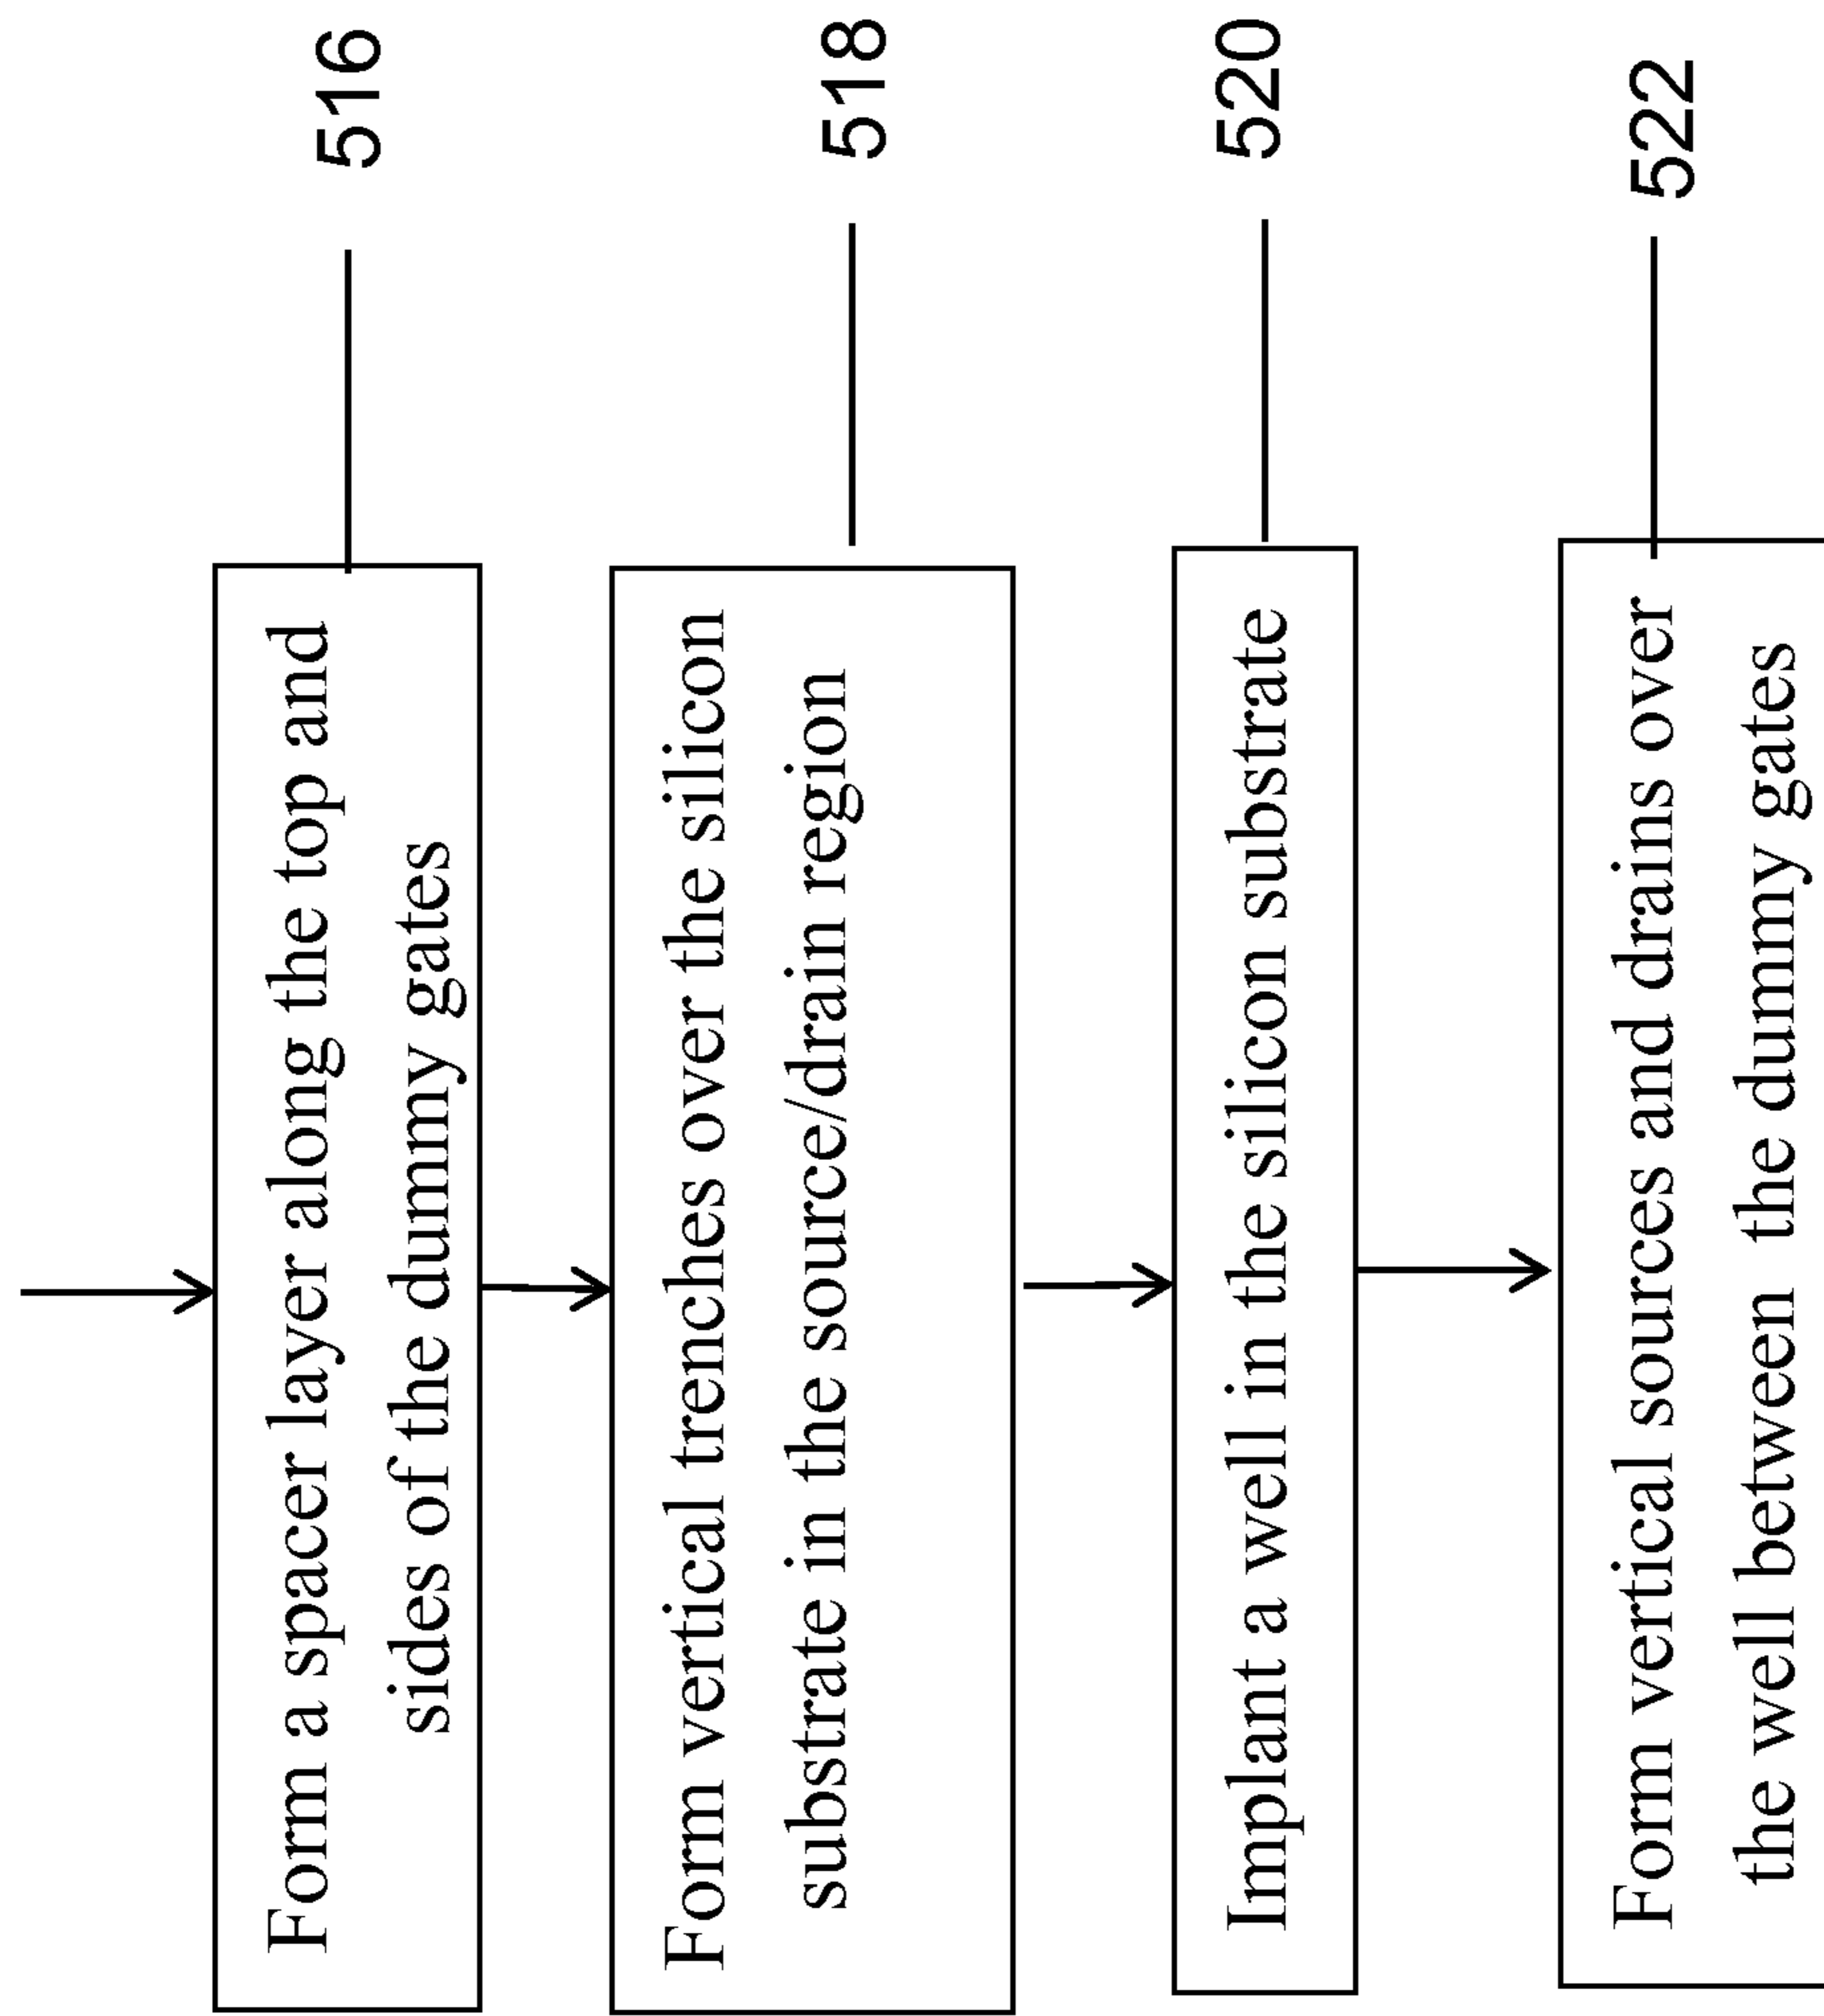 Form a spacer layer along the top and
sides of the dummy gates
516
Form vertical trenches over the silicon
substrate in the source/drain region
518
Implant a well in the silicon substrate
520
Form vertical sources and drains over
the well between the dummy gates
522